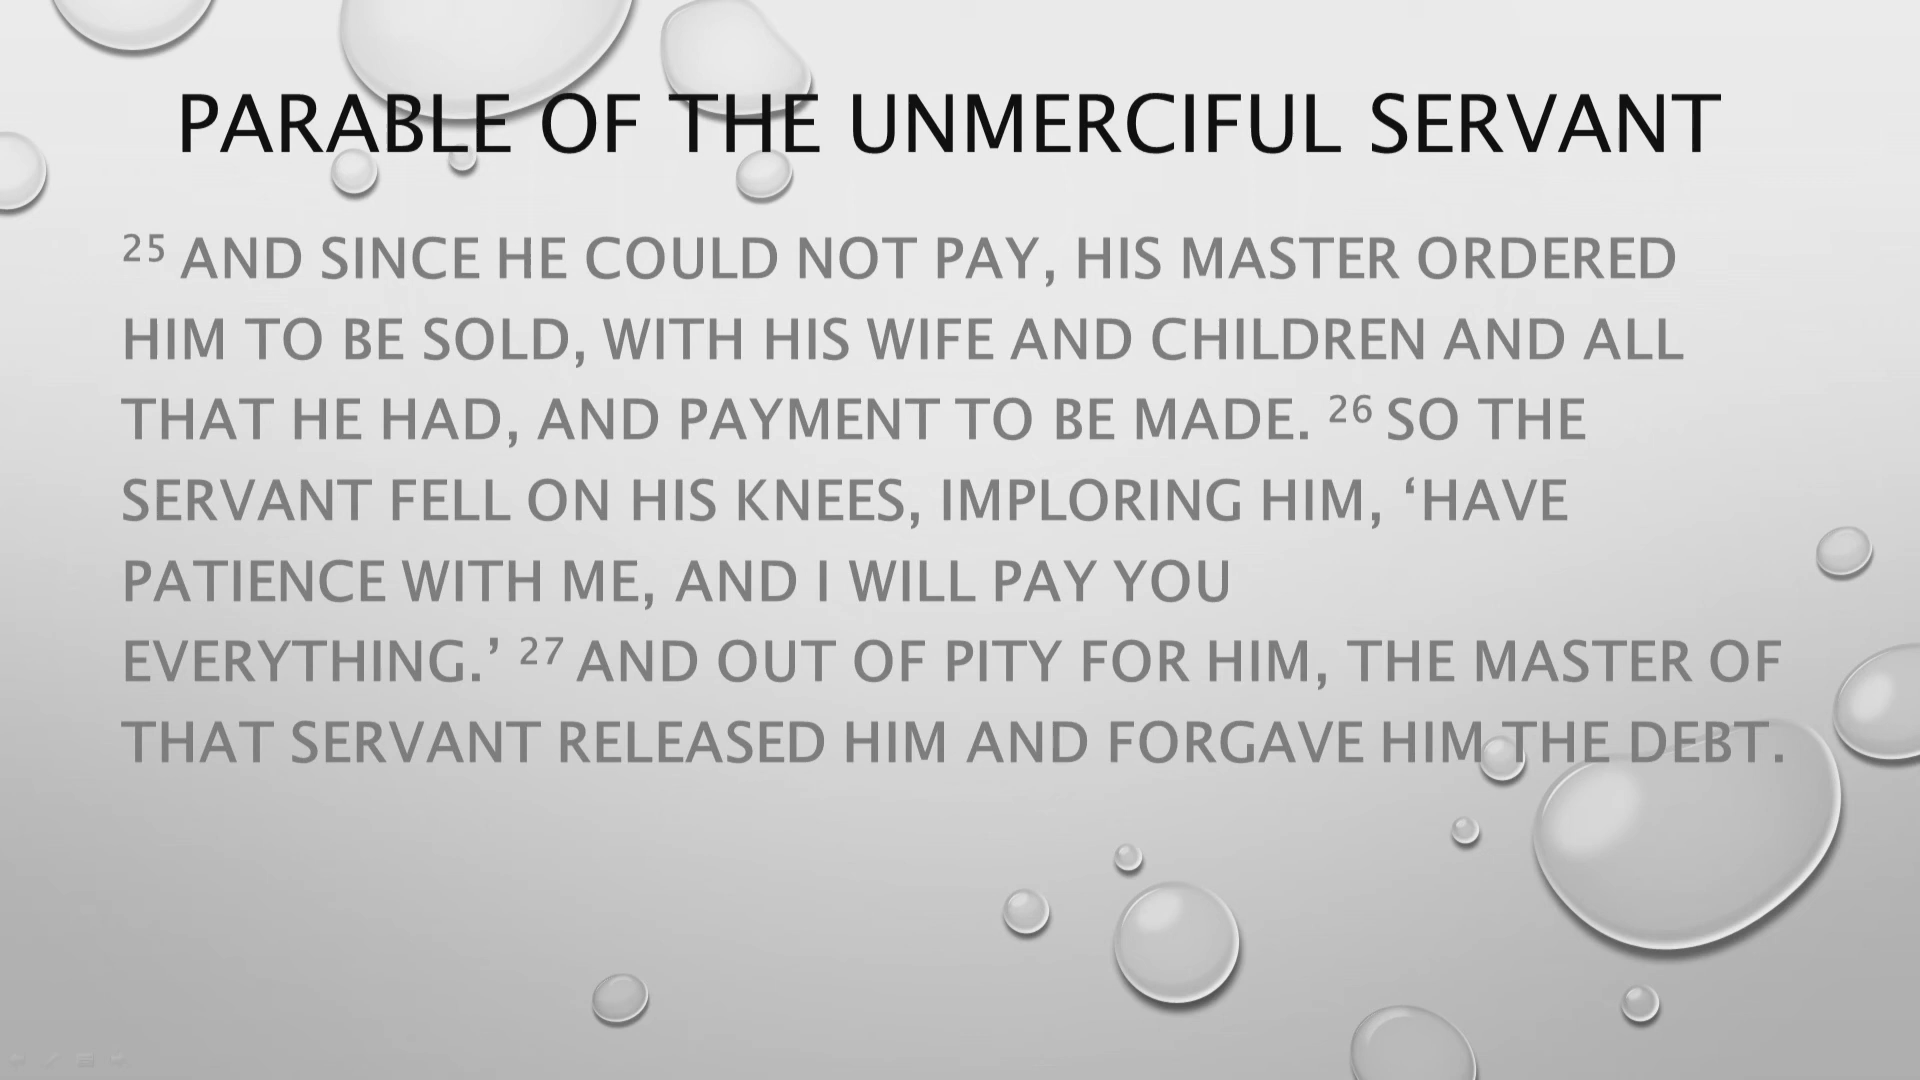 PARABLE OF THE UNMERCIFUL SERVANT
25 AND SINCE HE COULD NOT PAY, HIS MASTER ORDERED
HIM TO BE SOLD, WITH HIS WIFE AND CHILDREN AND ALL
THAT HE HAD, AND PAYMENT TO BE MADE. 26 SO THE
SERVANT FELL ON HIS KNEES, IMPLORING HIM, ‘HAVE
PATIENCE WITH ME, AND I WILL PAY YOU
EVERYTHING.’ 27 AND OUT OF PITY FOR HIM, THE MASTER OF
THAT SERVANT RELEASED HIM AND FORGAVE HIM THE DEBT.